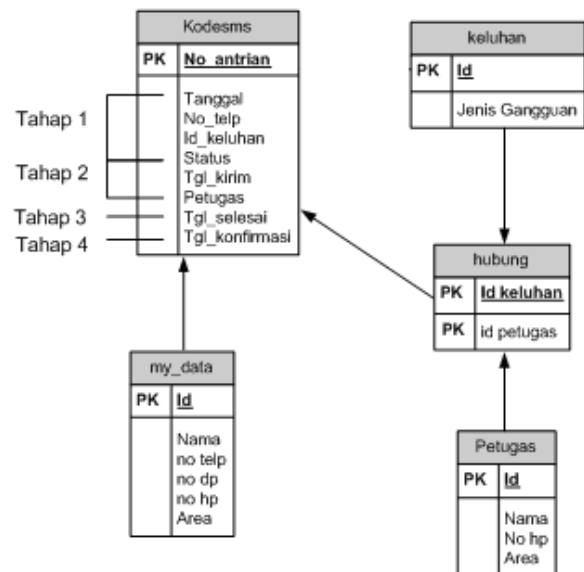 Kodesms
PK No_antrian
Tanggal
No_telp
Id_keluhan
Status
Tgl_kirim
Petugas
Tgl_selesai
Tgl_konfirmasi
Tahap 1
Tahap 2
Tahap 3
Tahap 4
keluhan
PK Id
Jenis Gangguan
hubung
PK Id keluhan
PK id petugas
my_data
PK Id
Nama
no telp
no dp
no hp
Area
Petugas
PK Id
Nama
No hp
Area